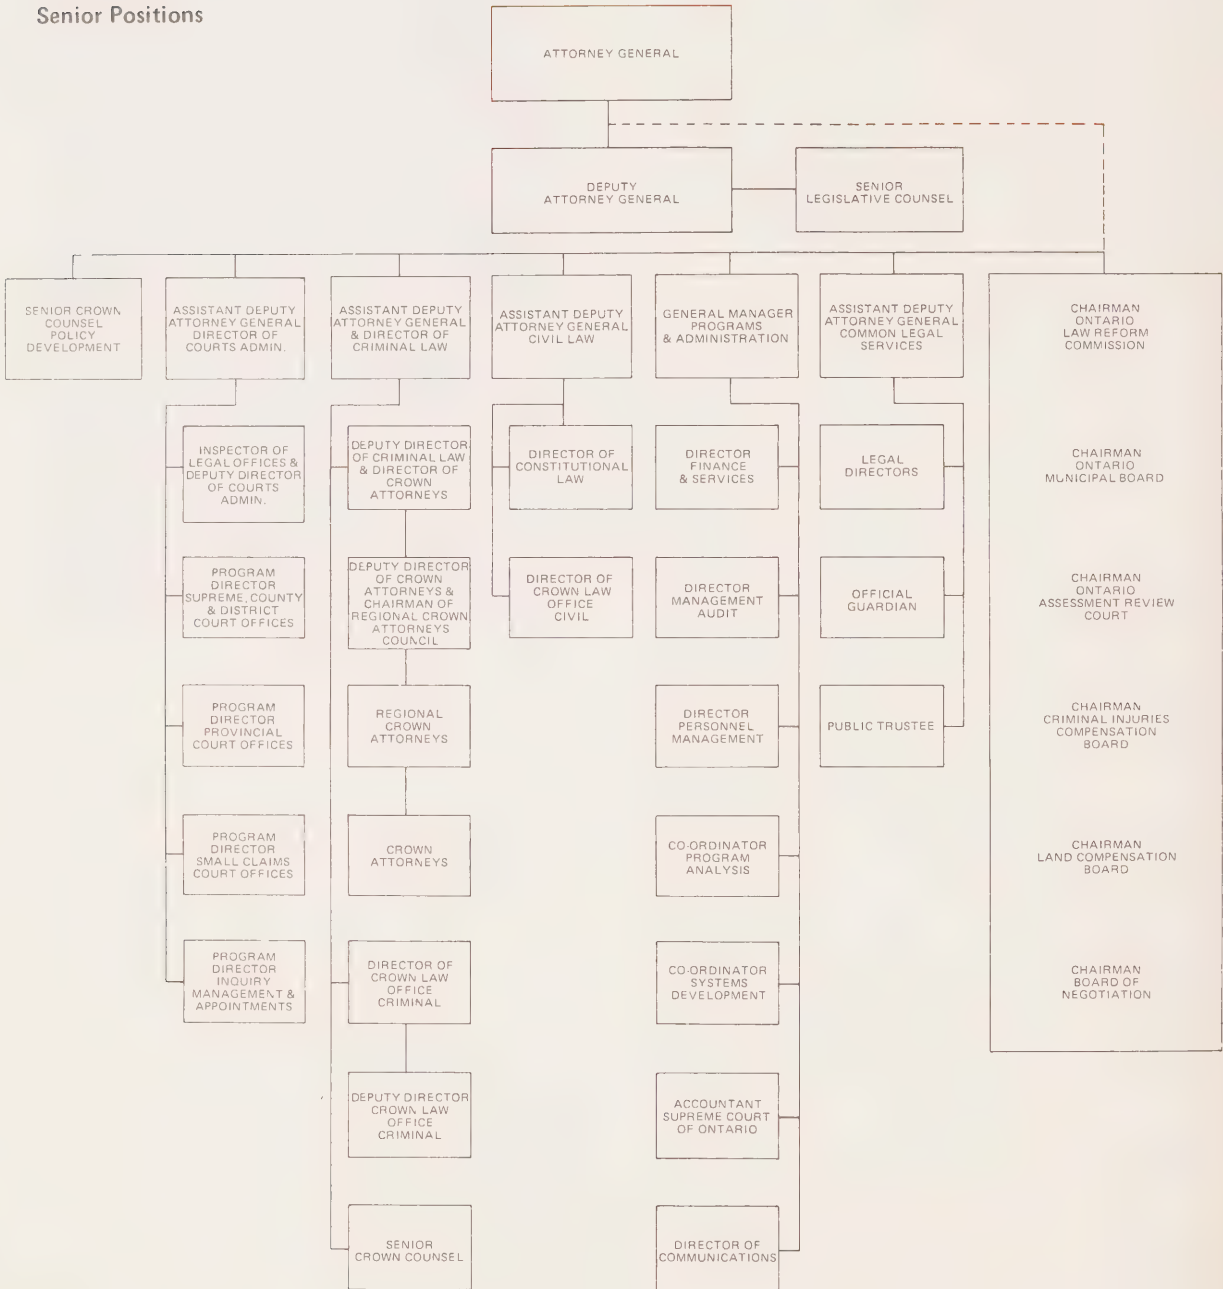 Senior Positions
ATTORNEY GENERAL
DEPUTY
ATTORNEY GENERAL
SENIOR
LEGISLATIVE COUNSEL
SENIOR CROWN
COUNSEL
POLICY
DEVELOPMENT
ASSISTANT DEPUTY
ATTORNEY GENERAL
DIRECTOR OF
COURTS ADMIN.
ASSISTANT DEPUTY
ATTORNEY GENERAL
& DIRECTOR OF
CRIMINAL LAW
ASSISTANT DEPUTY
ATTORNEY GENERAL
CIVIL LAW
GENERAL MANAGER
PROGRAMS
& ADMINISTRATION
ASSISTANT DEPUTY
ATTORNEY GENERAL
COMMON LEGAL
SERVICES
CHAIRMAN
ONTARIO
LAW REFORM
COMMISSION
INSPECTOR OF
LEGAL OFFICES &
DEPUTY DIRECTOR
OF COURTS
ADMIN.
DEPUTY DIRECTOR
OF CRIMINAL LAW
& DIRECTOR OF
CROWN
ATTORNEYS
DIRECTOR OF
CONSTITUTIONAL
LAW
DIRECTOR
FINANCE
& SERVICES
LEGAL
DIRECTORS
CHAIRMAN
ONTARIO
MUNICIPAL BOARD
PROGRAM
DIRECTOR
SUPREME, COUNTY
& DISTRICT
COURT OFFICES
DEPUTY DIRECTOR
OF CROWN
ATTORNEYS &
CHAIRMAN OF
REGIONAL CROWN
ATTORNEYS
COUNCIL
DIRECTOR OF
CROWN LAW
OFFICE
CIVIL
DIRECTOR
MANAGEMENT
AUDIT
OFFICIAL
GUARDIAN
CHAIRMAN
ONTARIO
ASSESSMENT REVIEW
COURT
PROGRAM
DIRECTOR
PROVINCIAL
COURT OFFICES
REGIONAL
CROWN
ATTORNEYS
DIRECTOR
PERSONNEL
MANAGEMENT
PUBLIC TRUSTEE
CHAIRMAN
CRIMINAL INJURIES
COMPENSATION
BOARD
PROGRAM
DIRECTOR
SMALL CLAIMS
COURT OFFICES
CROWN
ATTORNEYS
CO-ORDINATOR
PROGRAM
ANALYSIS
CHAIRMAN
LAND COMPENSATION
BOARD
PROGRAM
DIRECTOR
INQUIRY
MANAGEMENT &
APPOINTMENTS
DIRECTOR OF
CROWN LAW
OFFICE
CRIMINAL
CO-ORDINATOR
SYSTEMS
DEVELOPMENT
CHAIRMAN
BOARD OF
NEGOTIATION
DEPUTY DIRECTOR
CROWN LAW
OFFICE
CRIMINAL
ACCOUNTANT
SUPREME COURT
OF ONTARIO
SENIOR
CROWN COUNSEL
DIRECTOR OF
COMMUNICATIONS